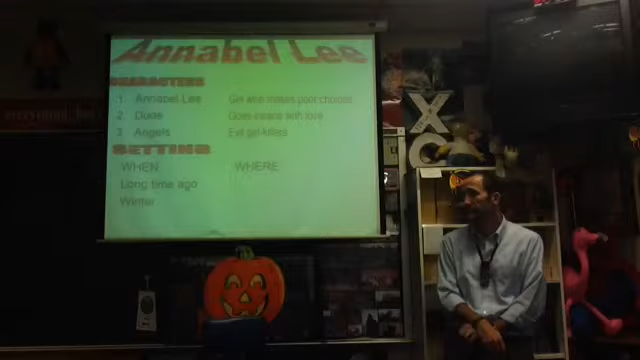 Annabel Lee
CHARACTERS
1. Annabel Lee Girl who makes poor choices
2. Dude Goes insane with love
3. Angels Evil girl-killers
SETTING
WHEN WHERE
Long time ago
Winter
X